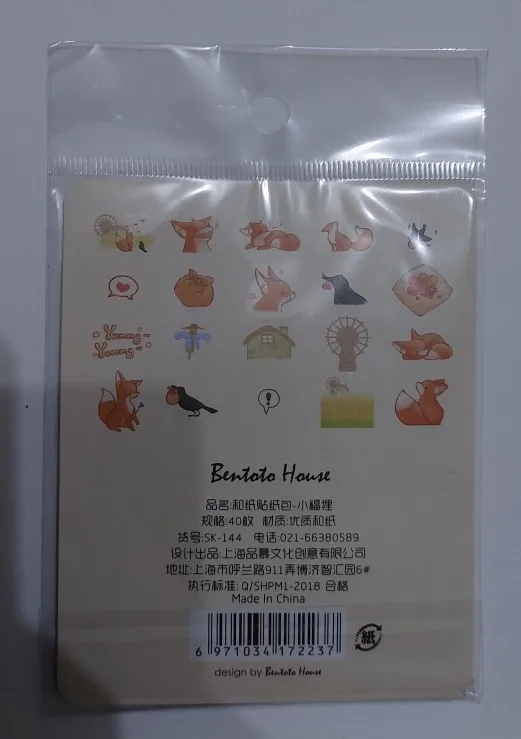 Yummy~
Yummy~
Bentoto House
品名:和纸贴纸包-小福狸
规格:40枚 材质:优质和纸
货号:SK-144 电话:021-66380589
设计出品:上海品慕文化创意有限公司
地址:上海市呼兰路911弄博济智汇园6#
执行标准: Q/SHPM1-2018 合格
Made In China
6 971034 172237
紙
design by Bentoto House